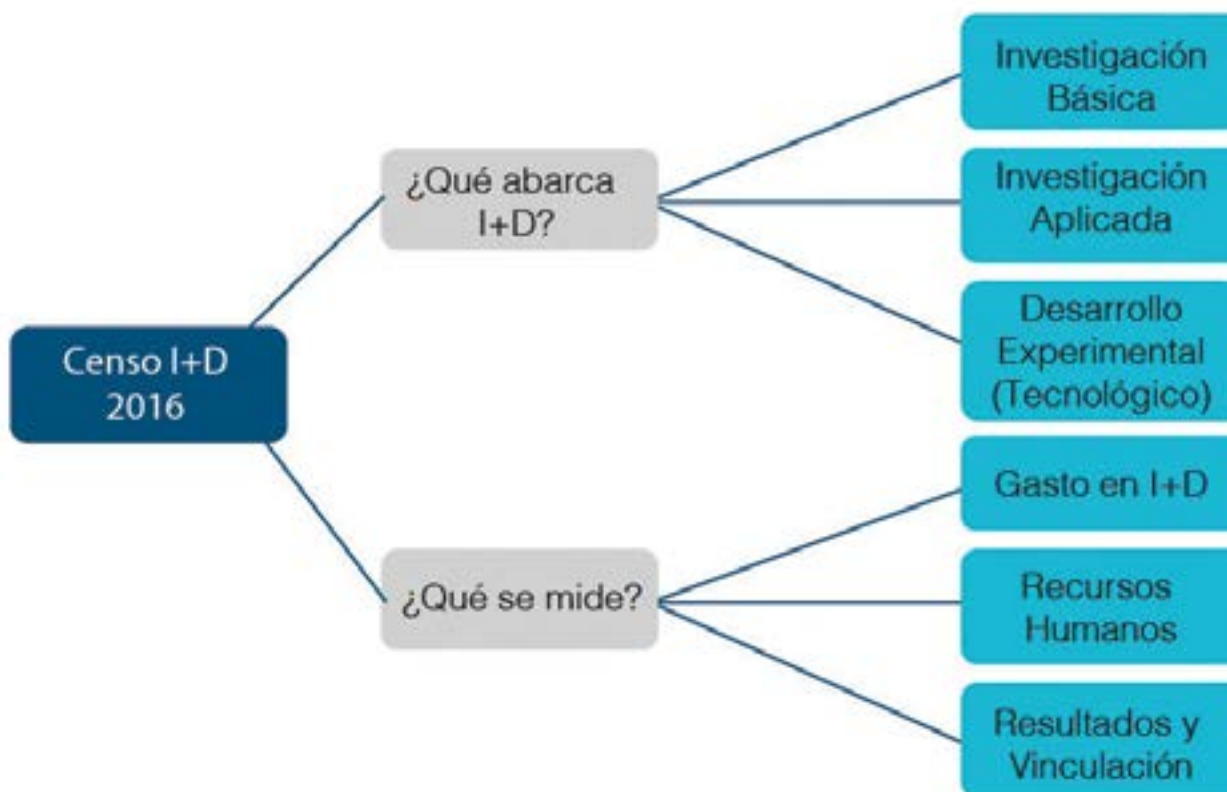 Censo I+D
2016
¿Qué abarca
I+D?
Investigación
Básica
Investigación
Aplicada
Desarrollo
Experimental
(Tecnológico)
¿Qué se mide?
Gasto en I+D
Recursos
Humanos
Resultados y
Vinculación